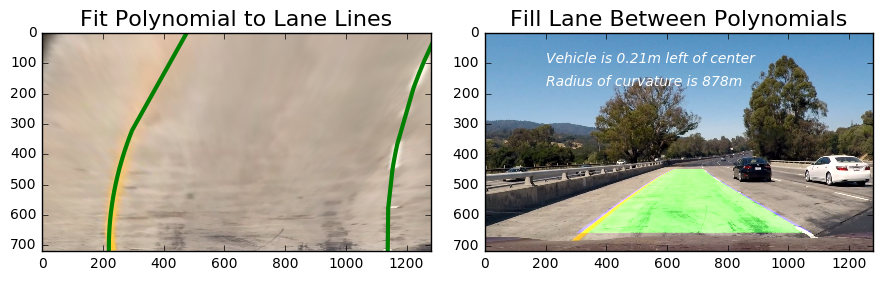 Fit Polynomial to Lane Lines
0
100
200
300
400
500
600
700
0 200 400 600 800 1000 1200
Fill Lane Between Polynomials
0
100
200
300
400
500
600
700
0 200 400 600 800 1000 1200
Vehicle is 0.21m left of center
Radius of curvature is 878m